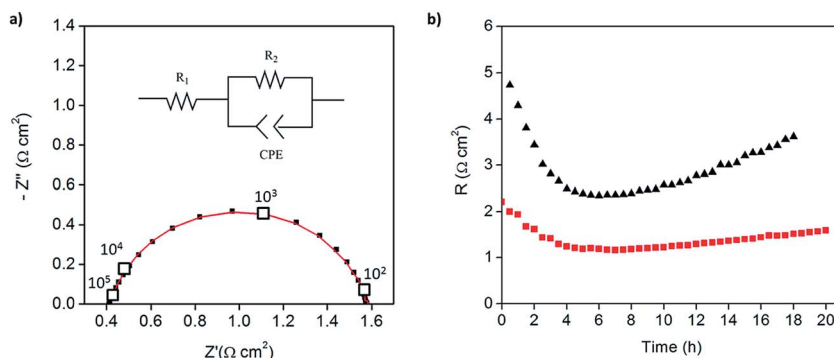 a)
1.4
1.2
1.0
0.8
0.6
0.4
0.2
0.0
- Z'' (Ω cm²)
R₁
R₂
CPE
10⁵
10⁴
10³
10²
0.4 0.6 0.8 1.0 1.2 1.4 1.6
Z'(Ω cm²)
b)
6
5
4
3
2
1
0
R (Ω cm²)
0 2 4 6 8 10 12 14 16 18 20
Time (h)